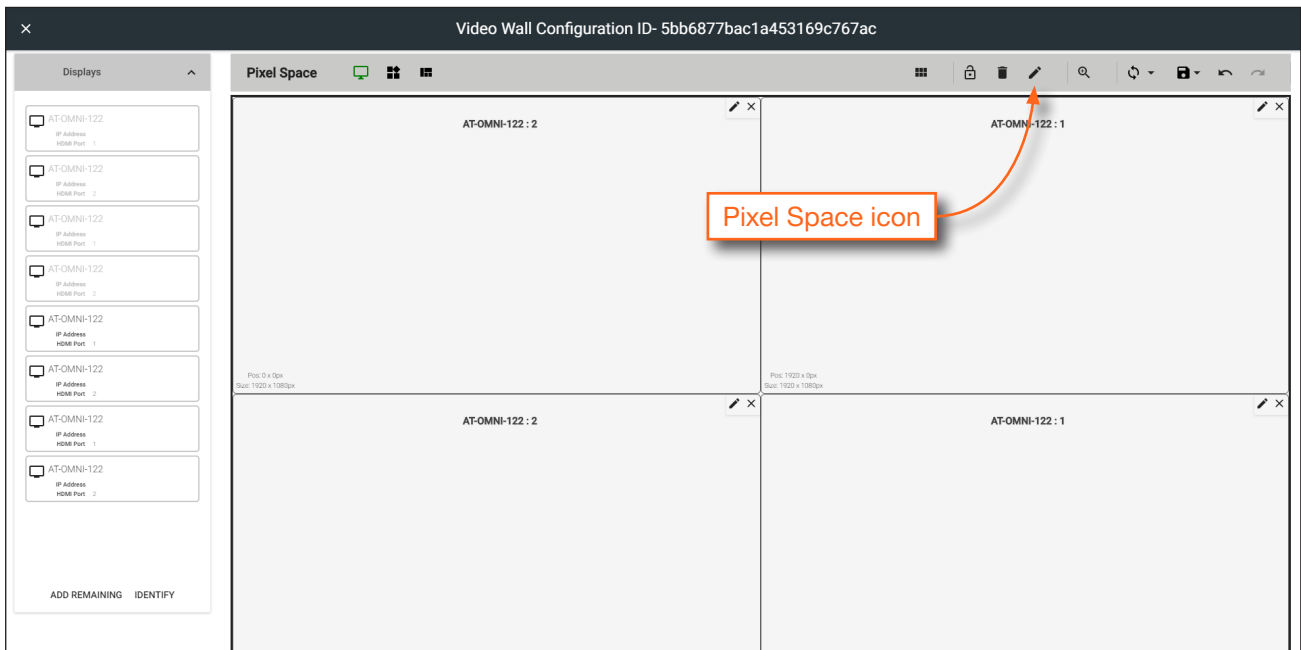 Video Wall Configuration ID- 5bb6877bac1a453169c767ac
Displays
Pixel Space
AT-OMNI-122
IP Address
HDMI Port 1
AT-OMNI-122
IP Address
HDMI Port 2
AT-OMNI-122
IP Address
HDMI Port 1
AT-OMNI-122
IP Address
HDMI Port 2
AT-OMNI-122
IP Address
HDMI Port 1
AT-OMNI-122
IP Address
HDMI Port 2
AT-OMNI-122
IP Address
HDMI Port 1
AT-OMNI-122
IP Address
HDMI Port 2
ADD REMAINING IDENTIFY
AT-OMNI-122 : 2
Pos: 0 x 0px
Size: 1920 x 1080px
AT-OMNI-122 : 1
Pixel Space icon
Pos: 1920 x 0px
Size: 1920 x 1080px
AT-OMNI-122 : 2
AT-OMNI-122 : 1